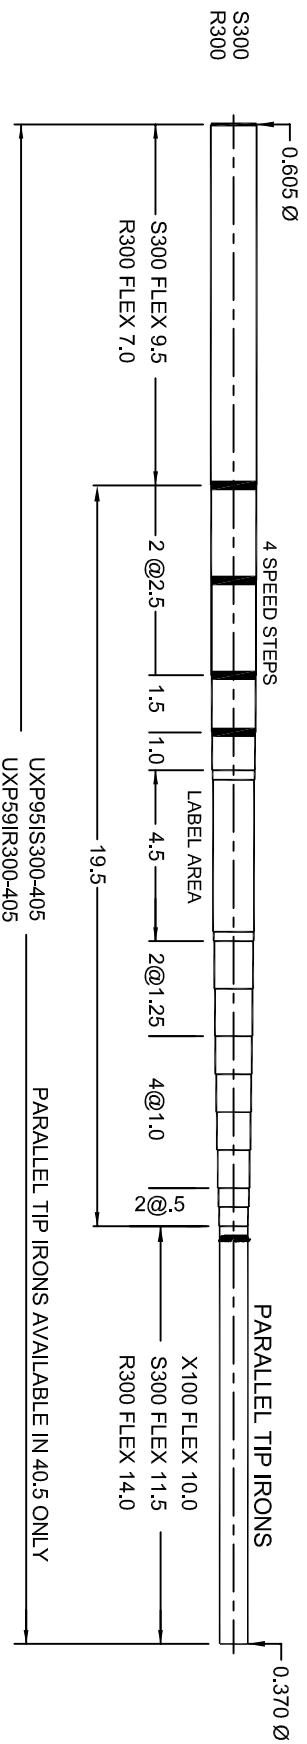 S300
R300
0.605 Ø
S300 FLEX 9.5
R300 FLEX 7.0
4 SPEED STEPS
2 @2.5
1.5
1.0
LABEL AREA
4.5
2@1.25
4@1.0
2@.5
19.5
PARALLEL TIP IRONS
0.370 Ø
X100 FLEX 10.0
S300 FLEX 11.5
R300 FLEX 14.0
UXP95IS300-405
UXP59IR300-405
PARALLEL TIP IRONS AVAILABLE IN 40.5 ONLY